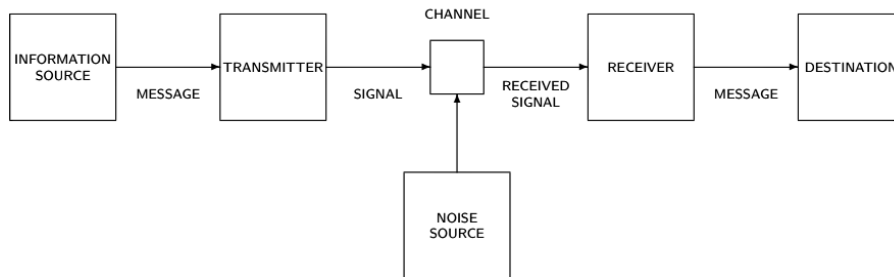 CHANNEL
INFORMATION
SOURCE
TRANSMITTER
RECEIVER
DESTINATION
MESSAGE
SIGNAL
RECEIVED
SIGNAL
MESSAGE
NOISE
SOURCE